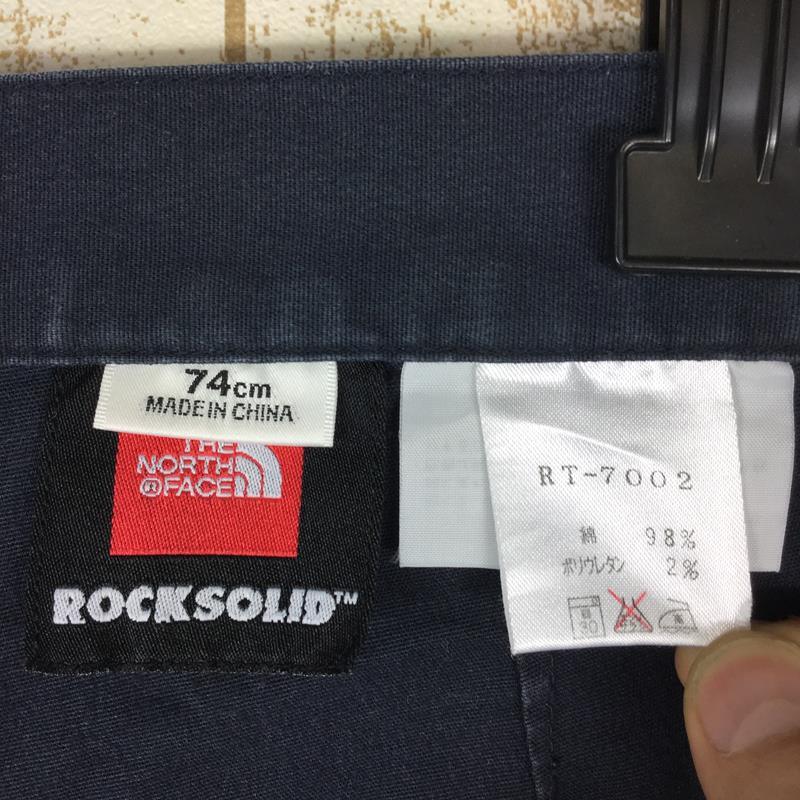 74cm
MADE IN CHINA
THE
NORTH
®FACE
ROCKSOLID™
RT-7002
綿 98%
ポリウレタン 2%
30